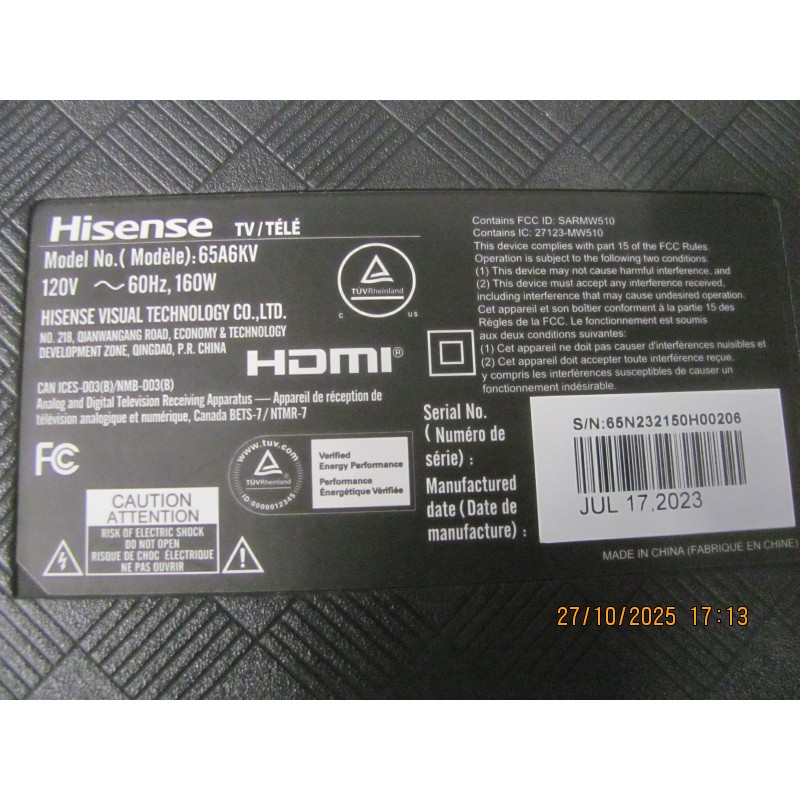 Hisense TV/TÉLÉ
Model No.( Modèle): 65A6KV
120V ～ 60Hz, 160W
HISENSE VISUAL TECHNOLOGY CO.,LTD.
NO. 218, QIANWANGANG ROAD, ECONOMY & TECHNOLOGY
DEVELOPMENT ZONE, QINGDAO, P.R. CHINA
TÜVRheinland
C US
HDMI®
CAN ICES-003(B)/NMB-003(B)
Analog and Digital Television Receiving Apparatus — Appareil de réception de
télévision analogique et numérique, Canada BETS-7/ NTMR-7
FC
www.tuv.com
TÜVRheinland
ID 0000012345
Verified
Energy Performance
Performance
Énergétique Vérifiée
CAUTION
ATTENTION
RISK OF ELECTRIC SHOCK
DO NOT OPEN
RISQUE DE CHOC ÉLECTRIQUE
NE PAS OUVRIR
Contains FCC ID: SARMW510
Contains IC: 27123-MW510
This device complies with part 15 of the FCC Rules.
Operation is subject to the following two conditions:
(1) This device may not cause harmful interference, and
(2) This device must accept any interference received,
including interference that may cause undesired operation.
Cet appareil et son boîtier conforment à la partie 15 des
Règles de la FCC. Le fonctionnement est soumis
aux deux conditions suivantes:
(1) Cet appareil ne doit pas causer d'interférences nuisibles et
(2) Cet appareil doit accepter toute interférence reçue,
y compris les interférences susceptibles de causer un
fonctionnement indésirable.
Serial No.
( Numéro de
série) :
S/N:65N232150H00206
Manufactured
date (Date de
manufacture) :
JUL 17,2023
MADE IN CHINA (FABRIQUÉ EN CHINE)
27/10/2025 17:13